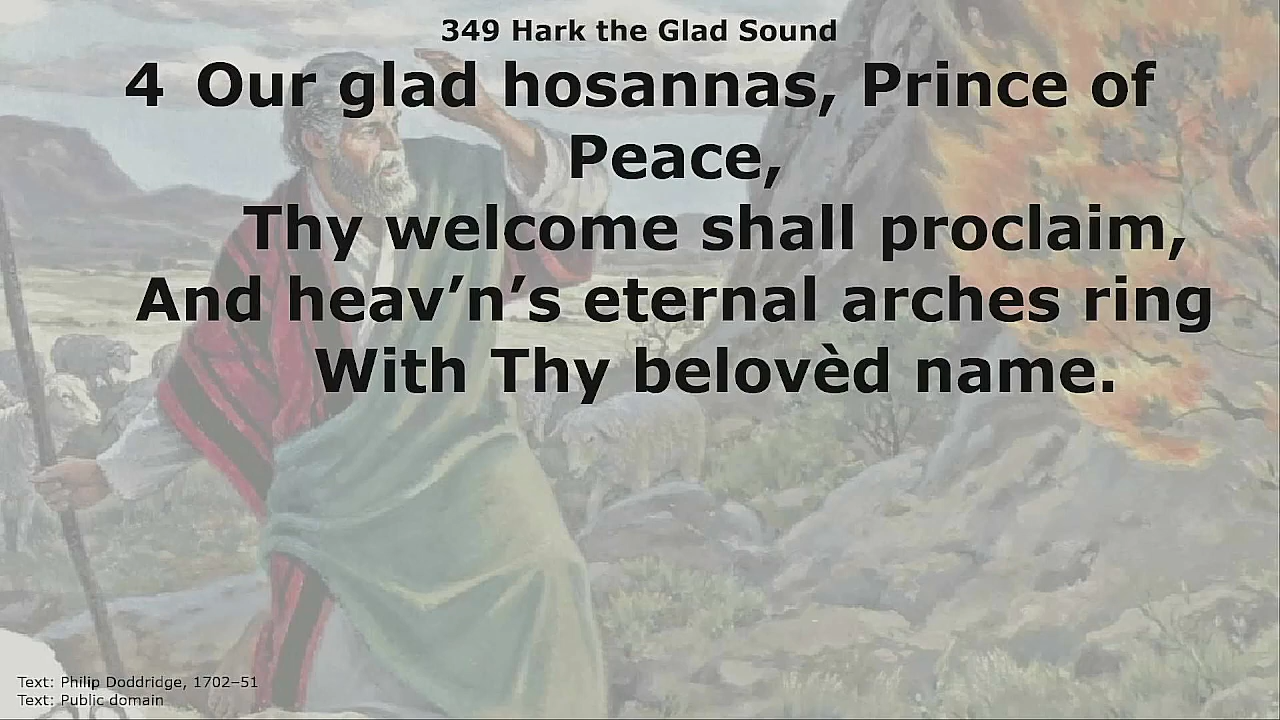 349 Hark the Glad Sound
4 Our glad hosannas, Prince of
Peace,
Thy welcome shall proclaim,
And heav’n’s eternal arches ring
With Thy belovèd name.
Text: Philip Doddridge, 1702–51
Text: Public domain